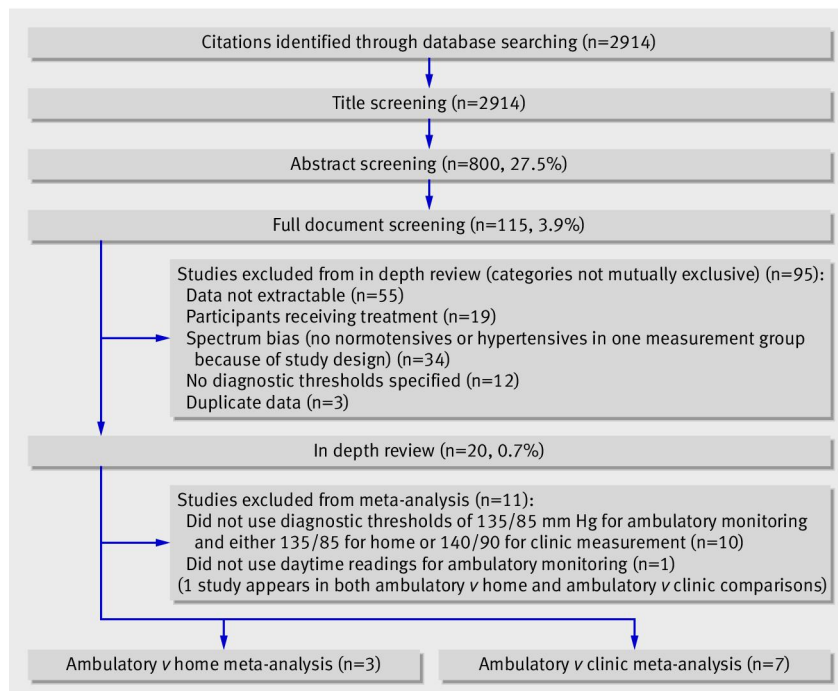 Citations identified through database searching (n=2914)
Title screening (n=2914)
Abstract screening (n=800, 27.5%)
Full document screening (n=115, 3.9%)
Studies excluded from in depth review (categories not mutually exclusive) (n=95):
Data not extractable (n=55)
Participants receiving treatment (n=19)
Spectrum bias (no normotensives or hypertensives in one measurement group
because of study design) (n=34)
No diagnostic thresholds specified (n=12)
Duplicate data (n=3)
In depth review (n=20, 0.7%)
Studies excluded from meta-analysis (n=11):
Did not use diagnostic thresholds of 135/85 mm Hg for ambulatory monitoring
and either 135/85 for home or 140/90 for clinic measurement (n=10)
Did not use daytime readings for ambulatory monitoring (n=1)
(1 study appears in both ambulatory v home and ambulatory v clinic comparisons)
Ambulatory v home meta-analysis (n=3)
Ambulatory v clinic meta-analysis (n=7)